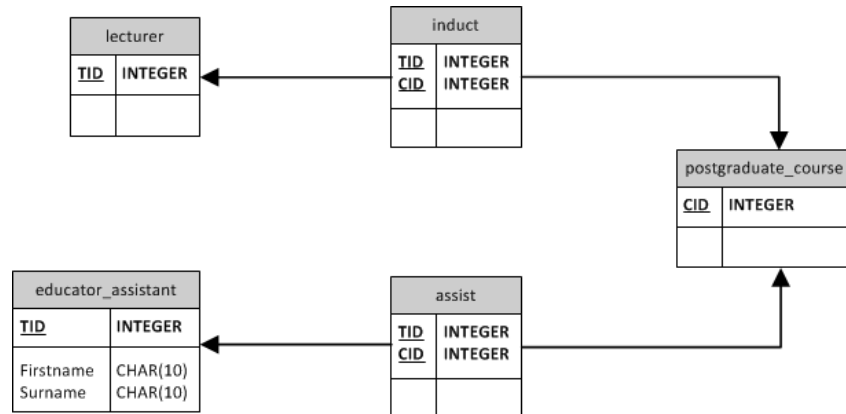 lecturer
TID INTEGER
induct
TID INTEGER
CID INTEGER
postgraduate_course
CID INTEGER
educator_assistant
TID INTEGER
Firstname CHAR(10)
Surname CHAR(10)
assist
TID INTEGER
CID INTEGER